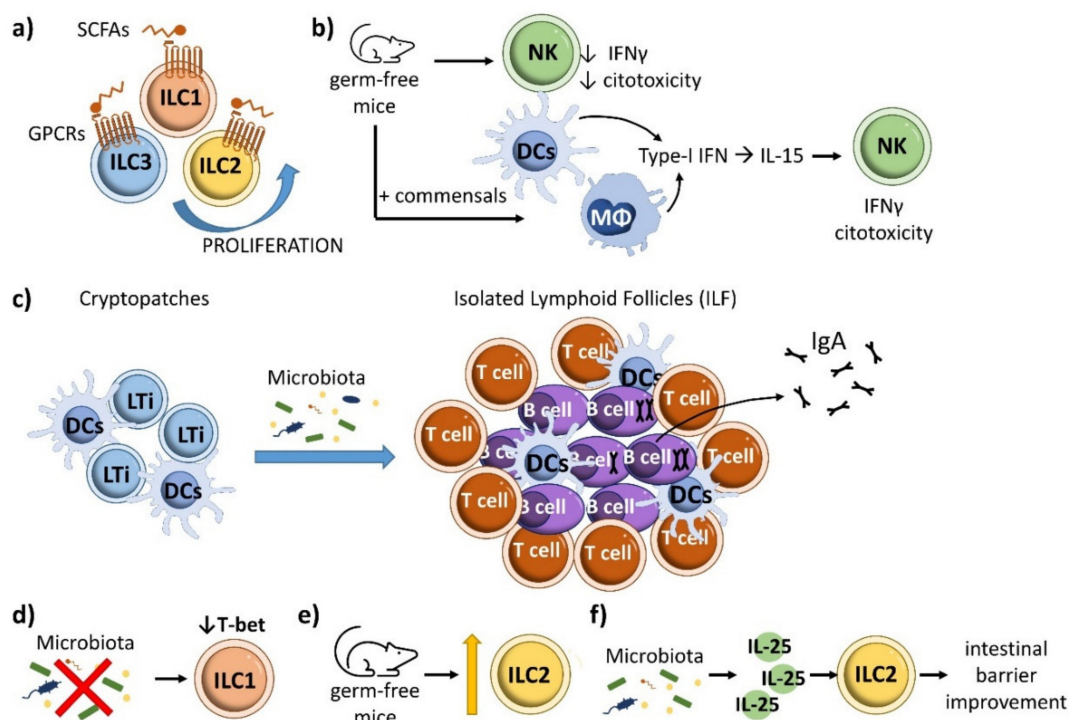 a)
SCFAs
ILC1
GPCRs
ILC3
ILC2
PROLIFERATION
b)
germ-free
mice
NK
↓ IFNγ
↓ citotoxicity
DCs
+ commensals
MΦ
Type-I IFN → IL-15
NK
IFNγ
citotoxicity
c)
Cryptopatches
LTi
DCs
LTi
LTi
DCs
Microbiota
Isolated Lymphoid Follicles (ILF)
T cell
T cell
DCs
T cell
T cell
B cell
B cell
T cell
DCs
B cell
B cell
T cell
T cell
B cell
B cell
DCs
T cell
T cell
T cell
T cell
IgA
d)
Microbiota
↓T-bet
ILC1
e)
germ-free
mice
ILC2
f)
Microbiota
IL-25
IL-25
IL-25
ILC2
intestinal
barrier
improvement